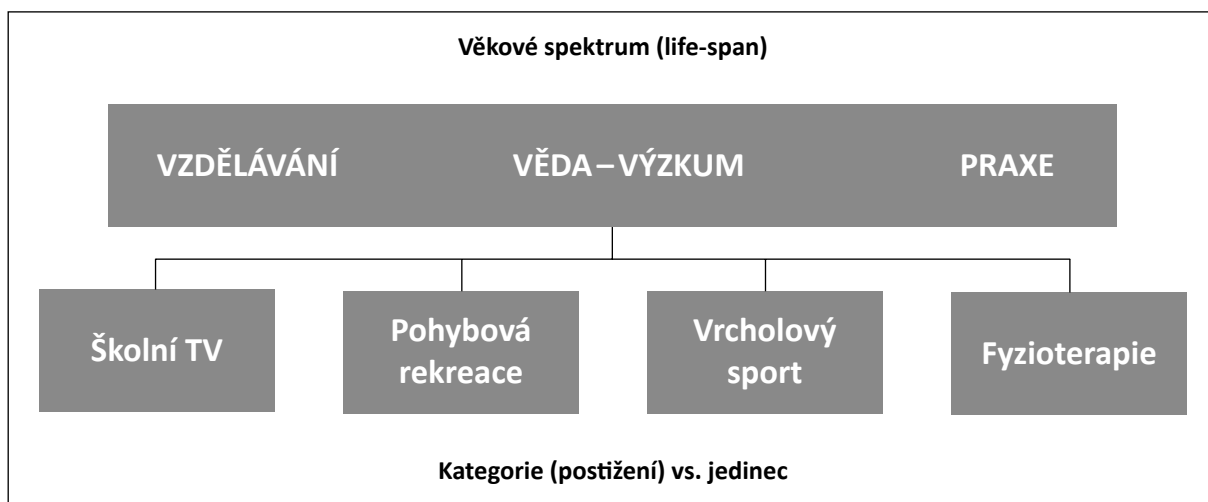 Věkové spektrum (life-span)
VZDĚLÁVÁNÍ VĚDA – VÝZKUM PRAXE
Školní TV
Pohybová
rekreace
Vrcholový
sport
Fyzioterapie
Kategorie (postižení) vs. jedinec